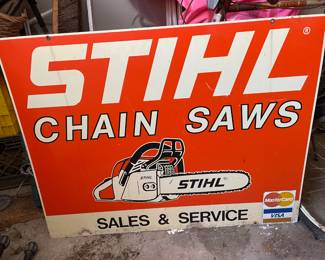 STIHL®
CHAIN SAWS
STIHL
STIHL
SALES & SERVICE
MasterCard
VISA